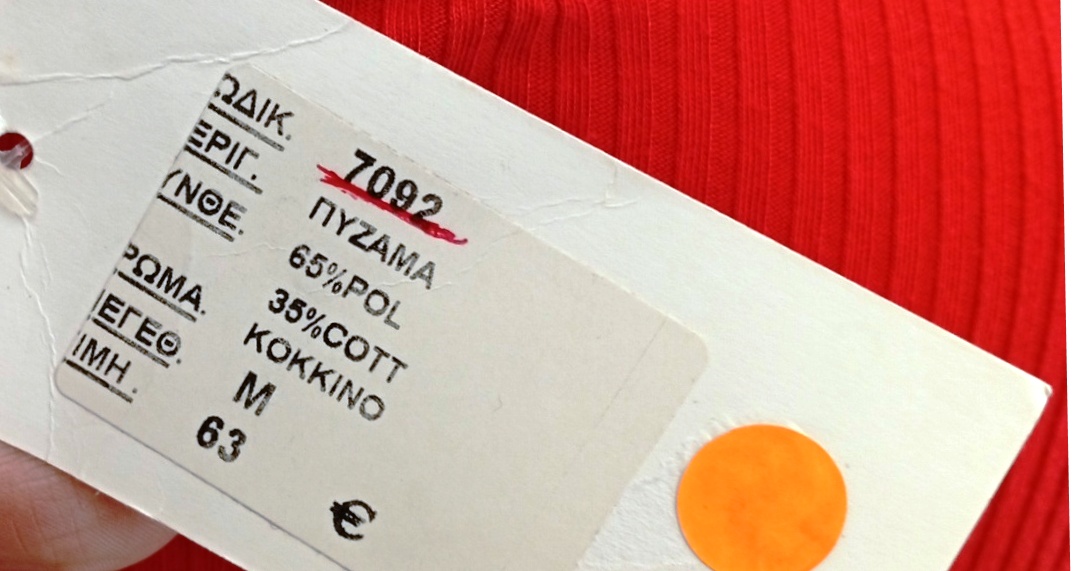 ΩΔΙΚ. 7092
ΕΡΙΓ. ΠΥΖΑΜΑ
ΥΝΘΕ. 65%POL
35%COTT
ΡΩΜΑ. ΚΟΚΚΙΝΟ
ΕΓΕΘ. M
ΙΜΗ. 63
€